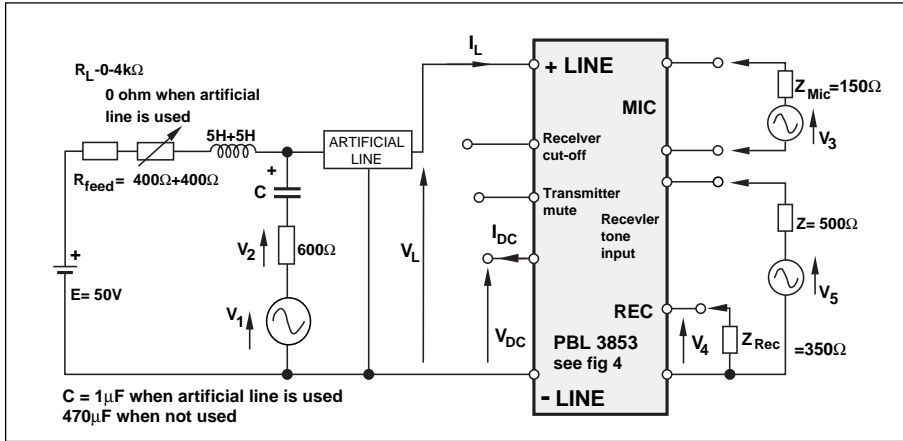 R_L-0-4kΩ
0 ohm when artificial
line is used
5H+5H
R_feed = 400Ω+400Ω
+
E= 50V
+
C
V_2
600Ω
V_1
C = 1µF when artificial line is used
470µF when not used
ARTIFICIAL
LINE
I_L
V_L
I_DC
V_DC
+ LINE
MIC
Recelver
cut-off
Transmitter
mute
Recevler
tone
input
REC
PBL 3853
see fig 4
- LINE
Z_Mic=150Ω
V_3
Z= 500Ω
V_5
V_4
Z_Rec =350Ω